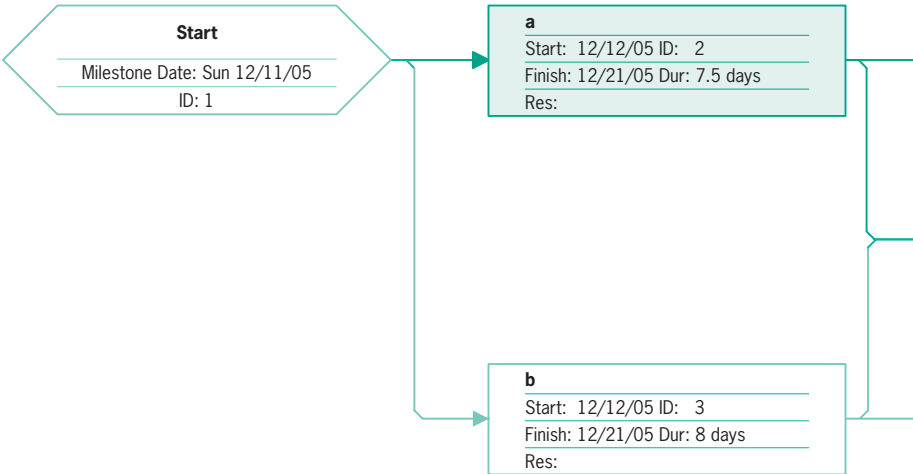 Start
Milestone Date: Sun 12/11/05
ID: 1
a
Start: 12/12/05 ID: 2
Finish: 12/21/05 Dur: 7.5 days
Res:
b
Start: 12/12/05 ID: 3
Finish: 12/21/05 Dur: 8 days
Res: